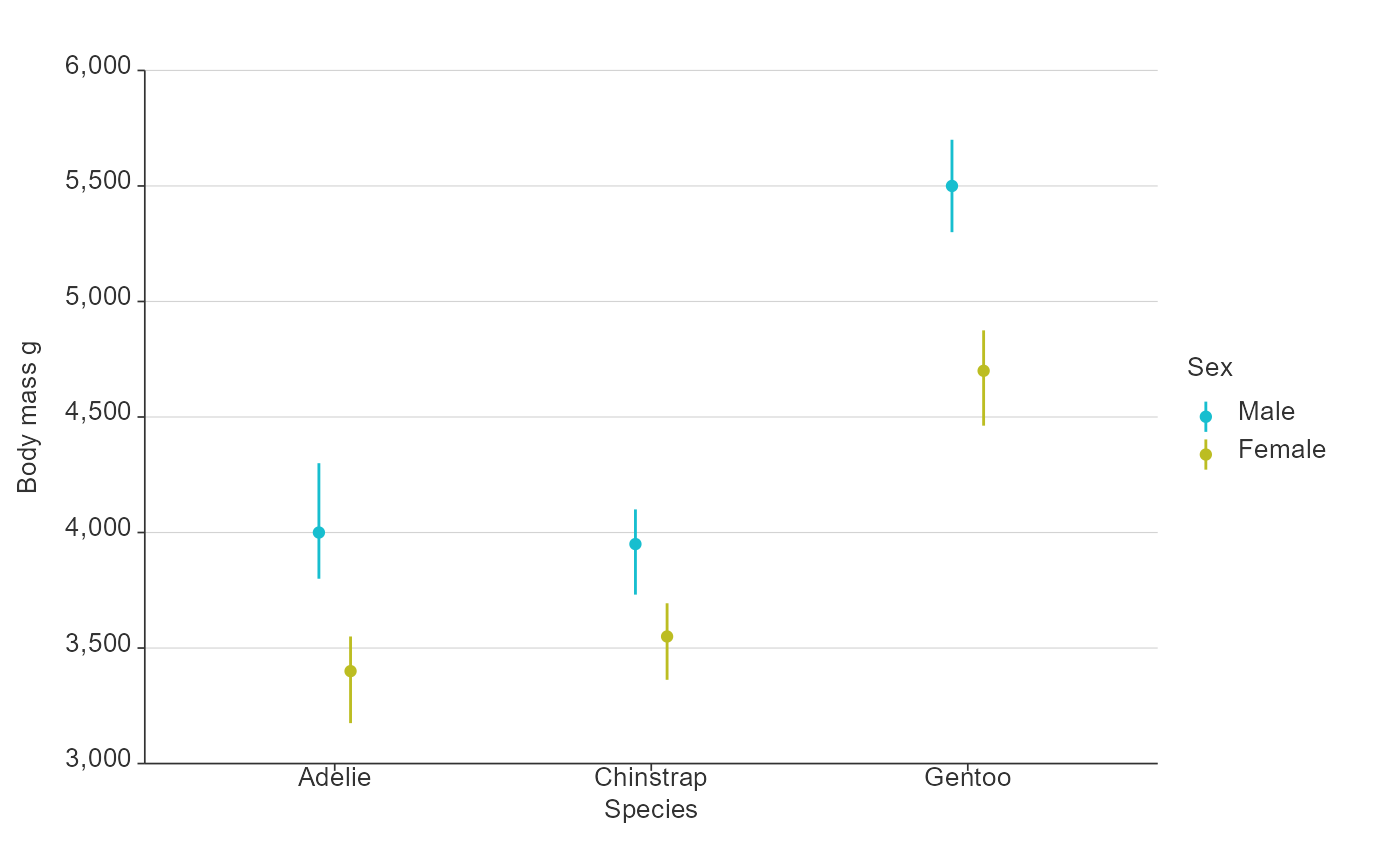 6,000
5,500
5,000
4,500
4,000
3,500
3,000
Body mass g
Adelie Chinstrap Gentoo
Species
Sex
Male
Female